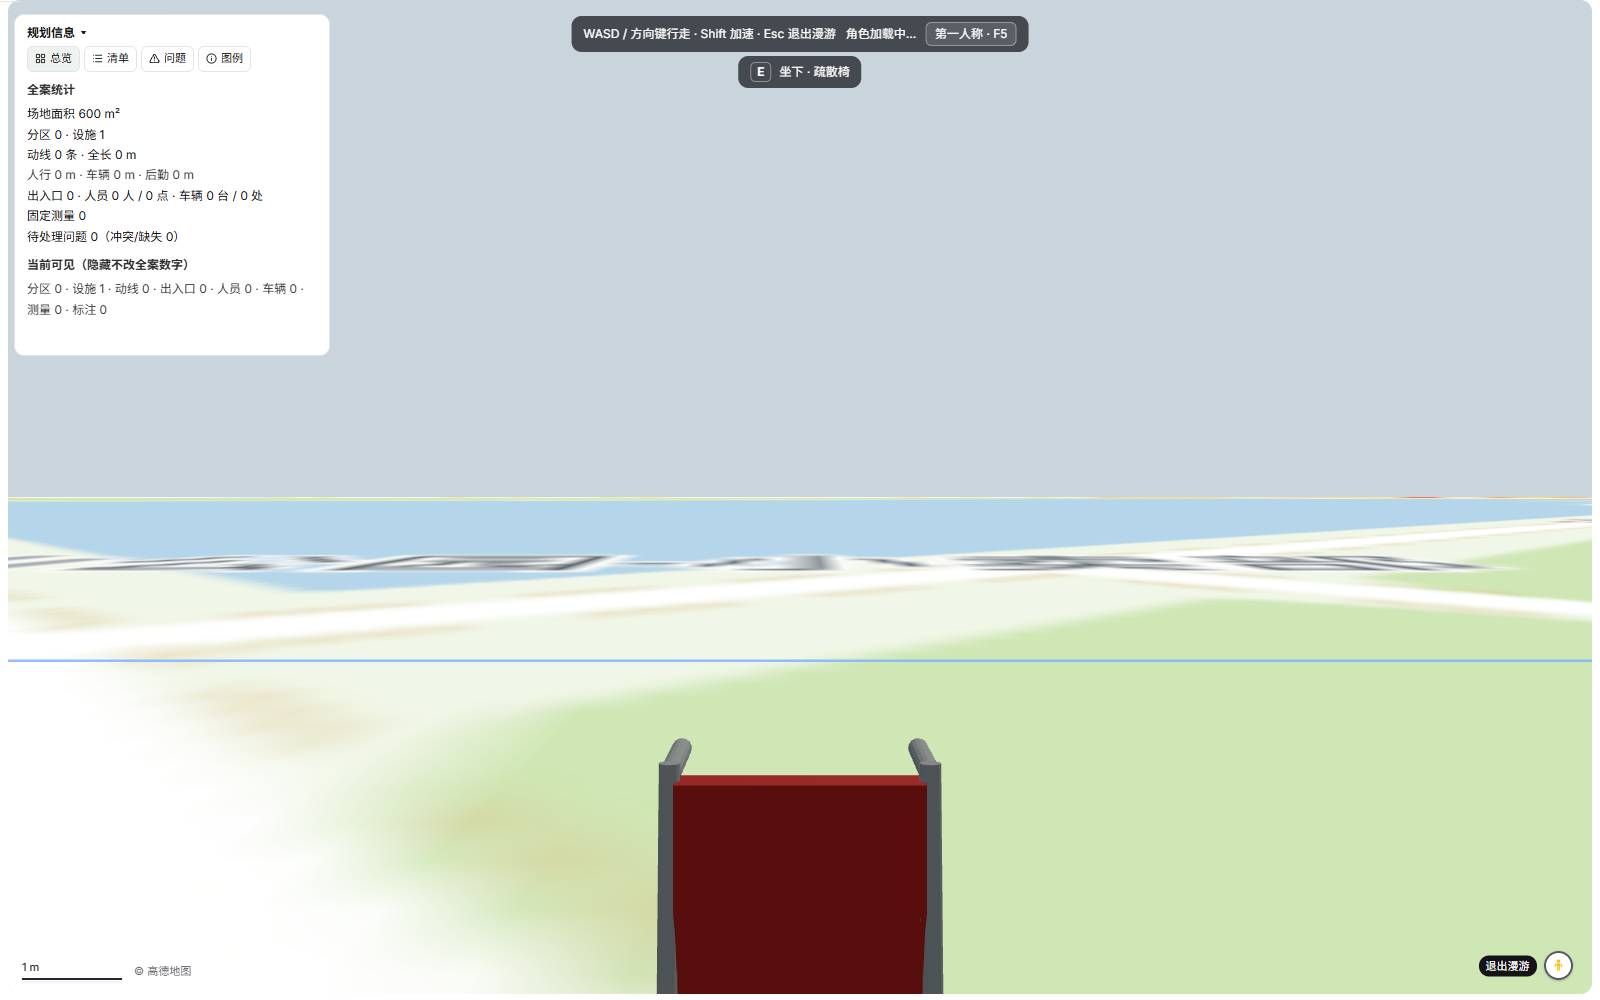 规划信息
总览 清单 问题 图例
全案统计
场地面积 600 m²
分区 0 · 设施 1
动线 0 条 · 全长 0 m
人行 0 m · 车辆 0 m · 后勤 0 m
出入口 0 · 人员 0 人 / 0 点 · 车辆 0 台 / 0 处
固定测量 0
待处理问题 0（冲突/缺失 0）
当前可见（隐藏不改全案数字）
分区 0 · 设施 1 · 动线 0 · 出入口 0 · 人员 0 · 车辆 0 ·
测量 0 · 标注 0
WASD / 方向键行走 · Shift 加速 · Esc 退出漫游 角色加载中... 第一人称 · F5
E 坐下 · 疏散椅
1 m
© 高德地图
退出漫游